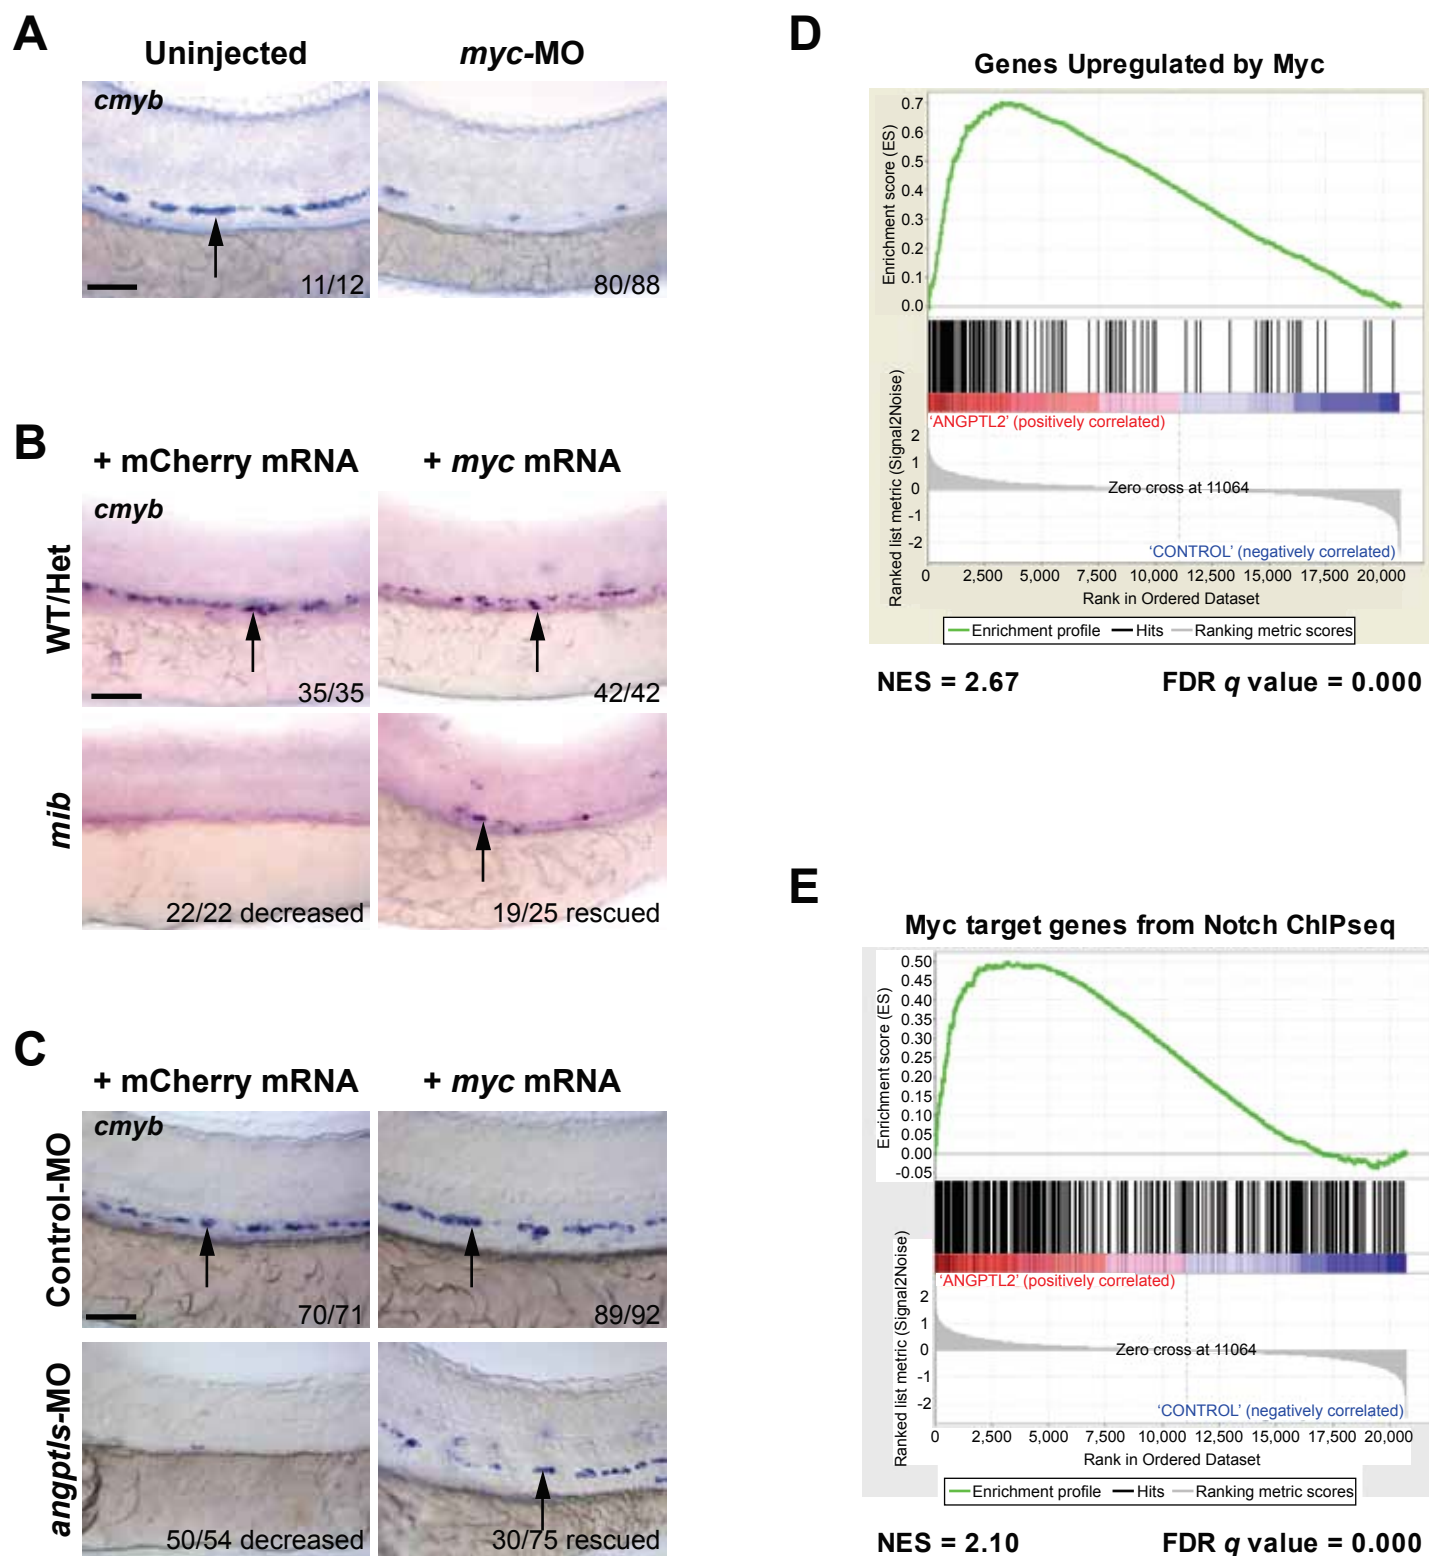 A
Uninjected
myc-MO
cmyb
11/12
80/88
B
+ mCherry mRNA
+ myc mRNA
WT/Het
cmyb
35/35
42/42
mib
22/22 decreased
19/25 rescued
C
+ mCherry mRNA
+ myc mRNA
Control-MO
cmyb
70/71
89/92
angptls-MO
50/54 decreased
30/75 rescued
D
Genes Upregulated by Myc
Enrichment score (ES)
0.7
0.6
0.5
0.4
0.3
0.2
0.1
0.0
'ANGPTL2' (positively correlated)
Ranked list metric (Signal2Noise)
2
1
0
-1
-2
Zero cross at 11064
'CONTROL' (negatively correlated)
0 2,500 5,000 7,500 10,000 12,500 15,000 17,500 20,000
Rank in Ordered Dataset
Enrichment profile Hits Ranking metric scores
NES = 2.67 FDR q value = 0.000
E
Myc target genes from Notch ChIPseq
Enrichment score (ES)
0.50
0.45
0.40
0.35
0.30
0.25
0.20
0.15
0.10
0.05
0.00
-0.05
'ANGPTL2' (positively correlated)
Ranked list metric (Signal2Noise)
2
1
0
-1
-2
Zero cross at 11064
'CONTROL' (negatively correlated)
0 2,500 5,000 7,500 10,000 12,500 15,000 17,500 20,000
Rank in Ordered Dataset
Enrichment profile Hits Ranking metric scores
NES = 2.10 FDR q value = 0.000